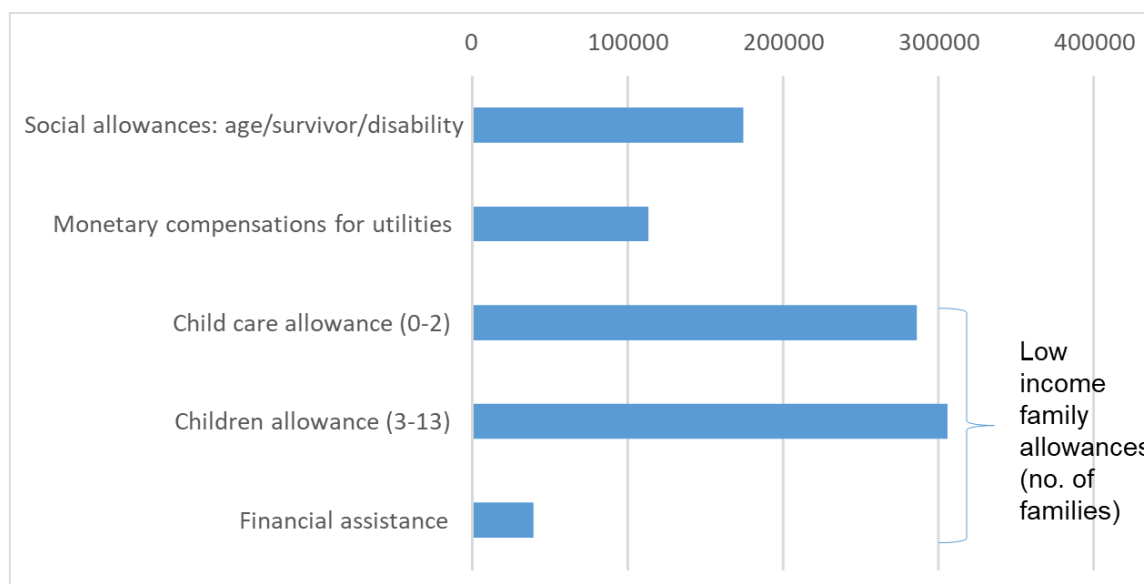 0 100000 200000 300000 400000
Social allowances: age/survivor/disability
Monetary compensations for utilities
Child care allowance (0-2)
Children allowance (3-13)
Financial assistance
Low
income
family
allowances
(no. of
families)